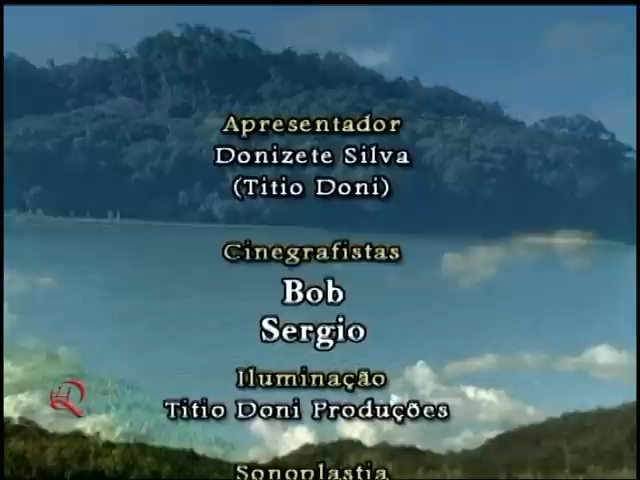 Apresentador
Donizete Silva
(Titio Doni)
Cinegrafistas
Bob
Sergio
Iluminação
Titio Doni Produções
Sonoplastia